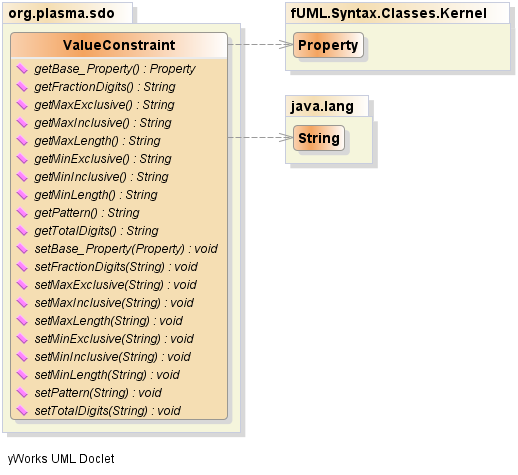 org.plasma.sdo
ValueConstraint
getBase_Property() : Property
getFractionDigits() : String
getMaxExclusive() : String
getMaxInclusive() : String
getMaxLength() : String
getMinExclusive() : String
getMinInclusive() : String
getMinLength() : String
getPattern() : String
getTotalDigits() : String
setBase_Property(Property) : void
setFractionDigits(String) : void
setMaxExclusive(String) : void
setMaxInclusive(String) : void
setMaxLength(String) : void
setMinExclusive(String) : void
setMinInclusive(String) : void
setMinLength(String) : void
setPattern(String) : void
setTotalDigits(String) : void
fUML.Syntax.Classes.Kernel
Property
java.lang
String
yWorks UML Doclet